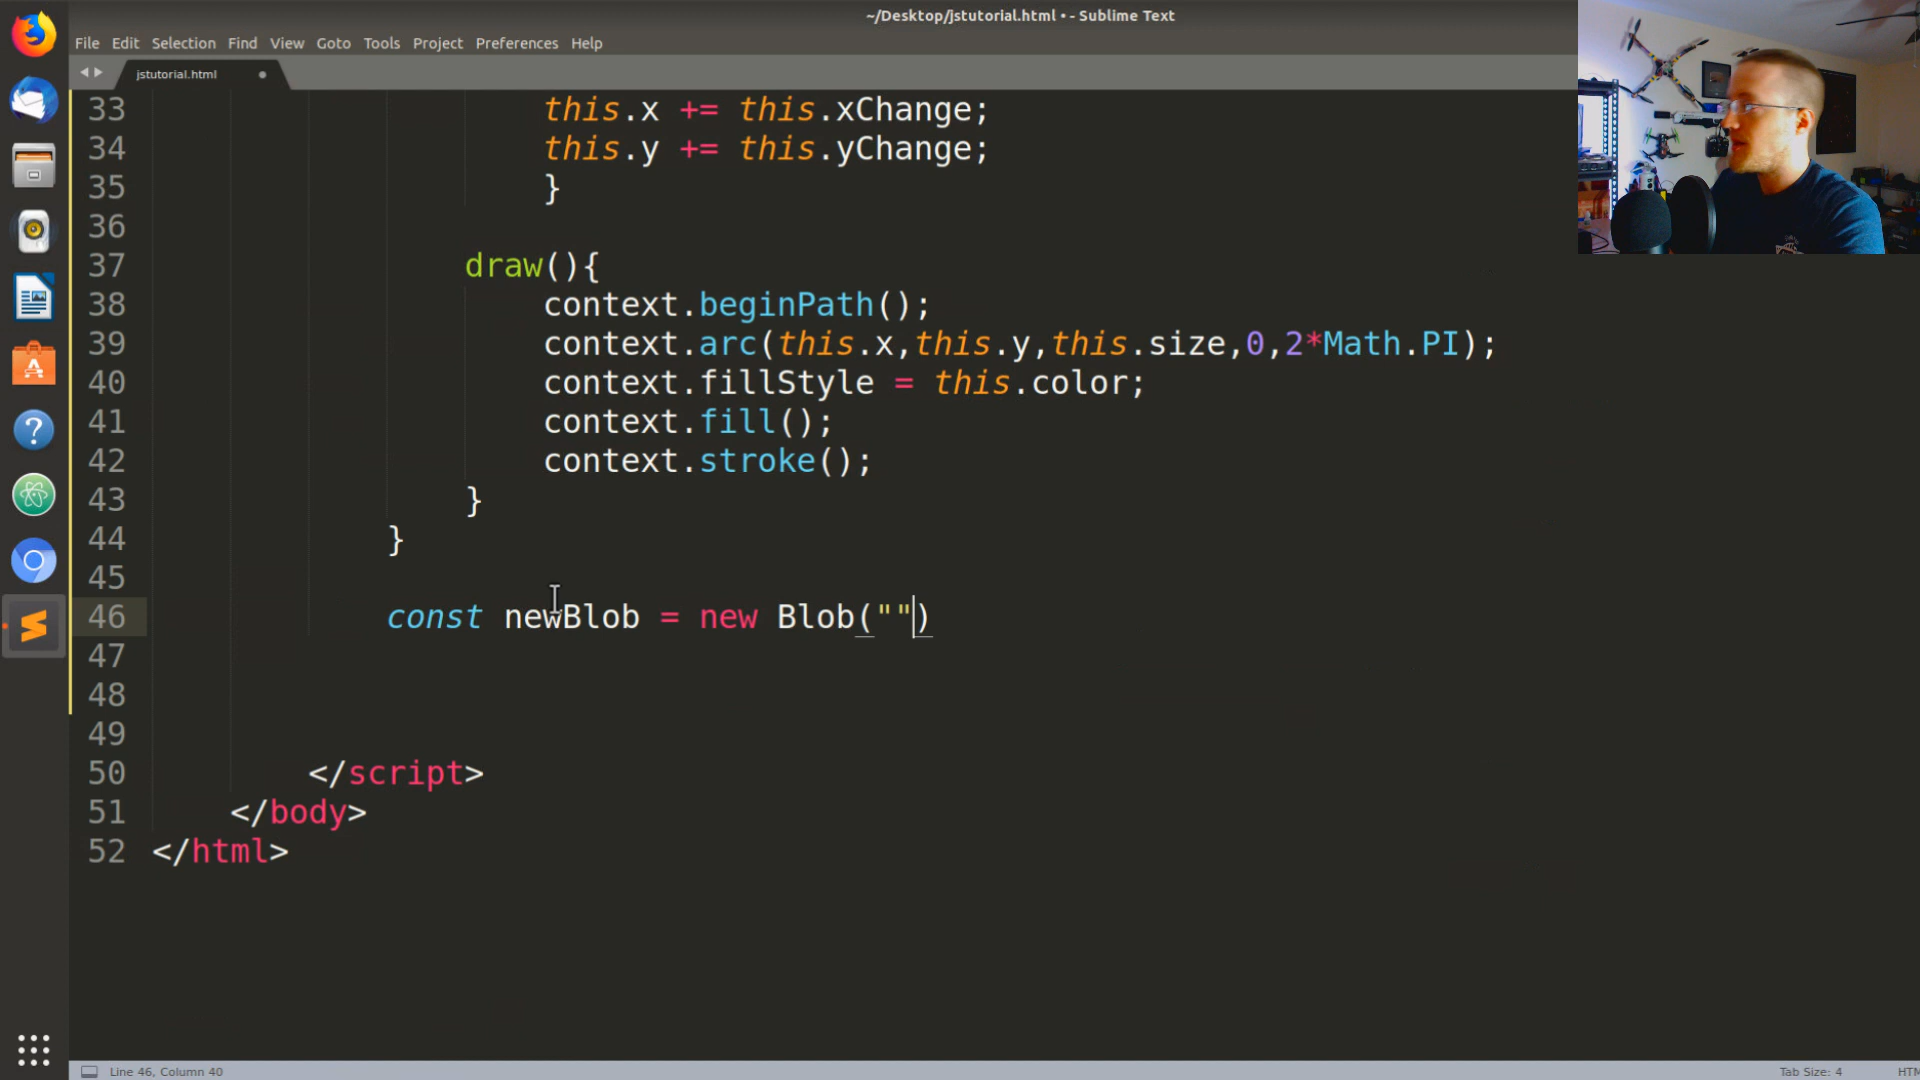 ~/Desktop/jstutorial.html • - Sublime Text
File Edit Selection Find View Goto Tools Project Preferences Help
jstutorial.html
33 this.x += this.xChange;
34 this.y += this.yChange;
35 }
36
37 draw(){
38 context.beginPath();
39 context.arc(this.x,this.y,this.size,0,2*Math.PI);
40 context.fillStyle = this.color;
41 context.fill();
42 context.stroke();
43 }
44 }
45
46 const newBlob = new Blob("")
47
48
49
50 </script>
51 </body>
52 </html>
Line 46, Column 40 Tab Size: 4 HTM